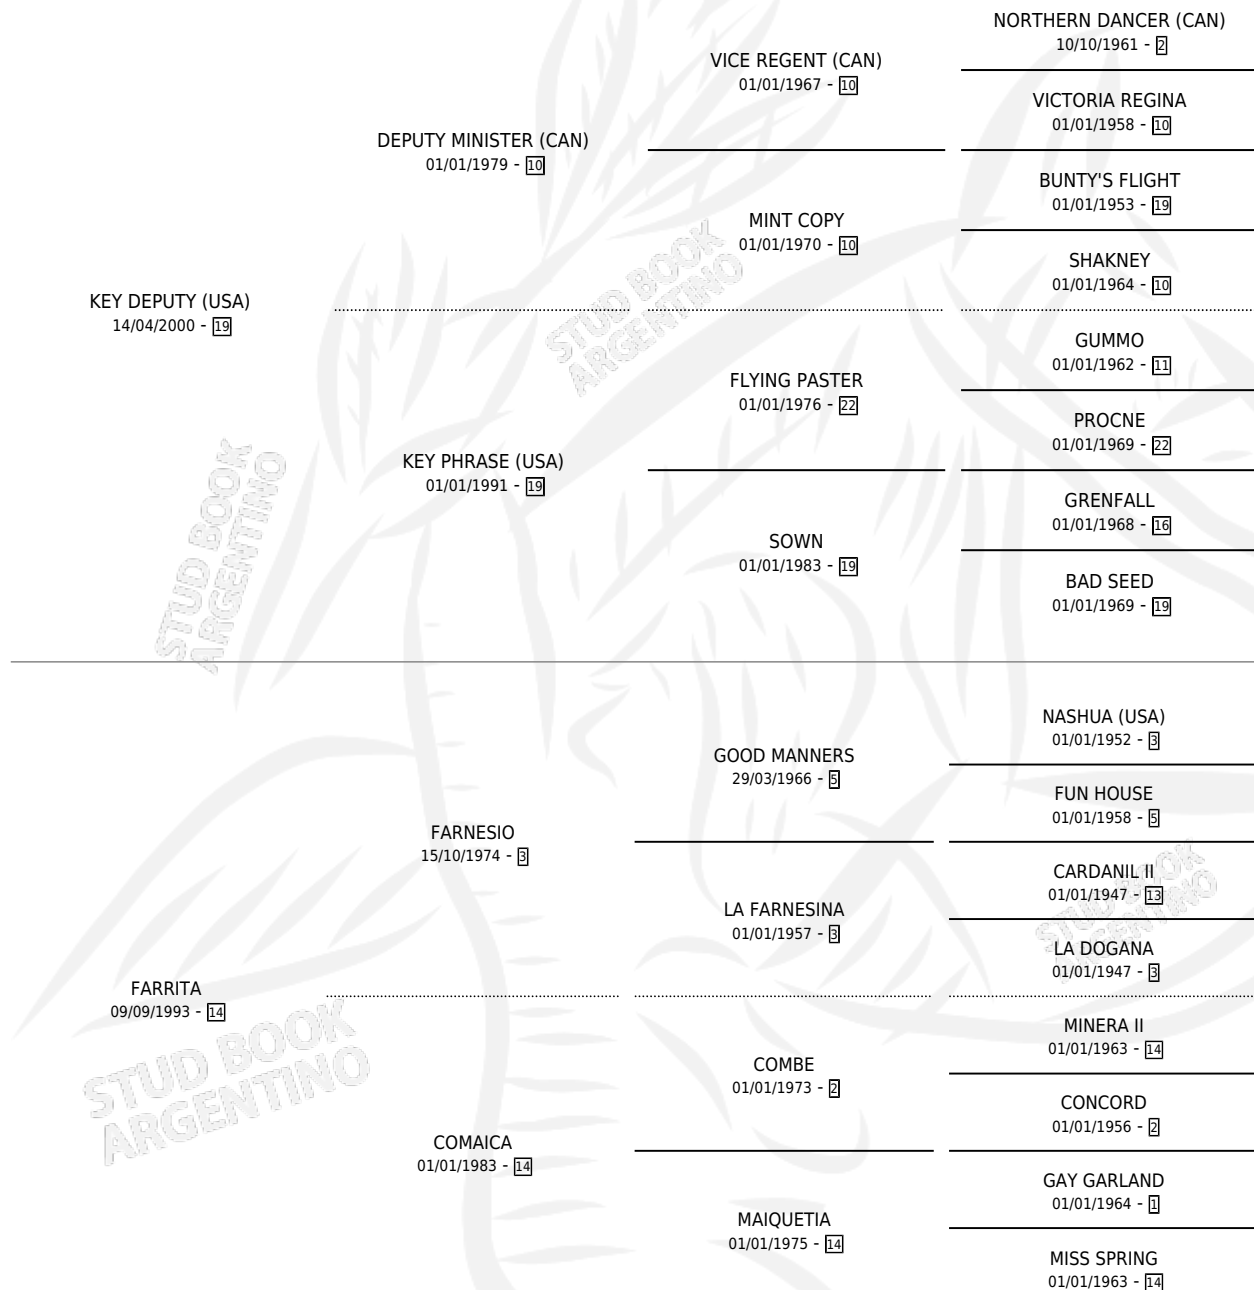 NORTHERN DANCER (CAN)
10/10/1961 - 2
VICE REGENT (CAN)
01/01/1967 - 10
VICTORIA REGINA
01/01/1958 - 10
DEPUTY MINISTER (CAN)
01/01/1979 - 10
BUNTY'S FLIGHT
01/01/1953 - 19
MINT COPY
01/01/1970 - 10
SHAKNEY
01/01/1964 - 10
KEY DEPUTY (USA)
14/04/2000 - 19
GUMMO
01/01/1962 - 11
FLYING PASTER
01/01/1976 - 22
PROCNE
01/01/1969 - 22
KEY PHRASE (USA)
01/01/1991 - 19
GRENFALL
01/01/1968 - 16
SOWN
01/01/1983 - 19
BAD SEED
01/01/1969 - 19
NASHUA (USA)
01/01/1952 - 3
GOOD MANNERS
29/03/1966 - 5
FUN HOUSE
01/01/1958 - 5
FARNESIO
15/10/1974 - 3
CARDANIL II
01/01/1947 - 13
LA FARNESINA
01/01/1957 - 3
LA DOGANA
01/01/1947 - 3
FARRITA
09/09/1993 - 14
MINERA II
01/01/1963 - 14
COMBE
01/01/1973 - 2
CONCORD
01/01/1956 - 2
COMAICA
01/01/1983 - 14
GAY GARLAND
01/01/1964 - 1
MAIQUETIA
01/01/1975 - 14
MISS SPRING
01/01/1963 - 14
STUD BOOK
ARGENTINO
STUD BOOK
ARGENTINO
STUD BOOK
ARGENTINO
STUD BOOK
ARGENTINO